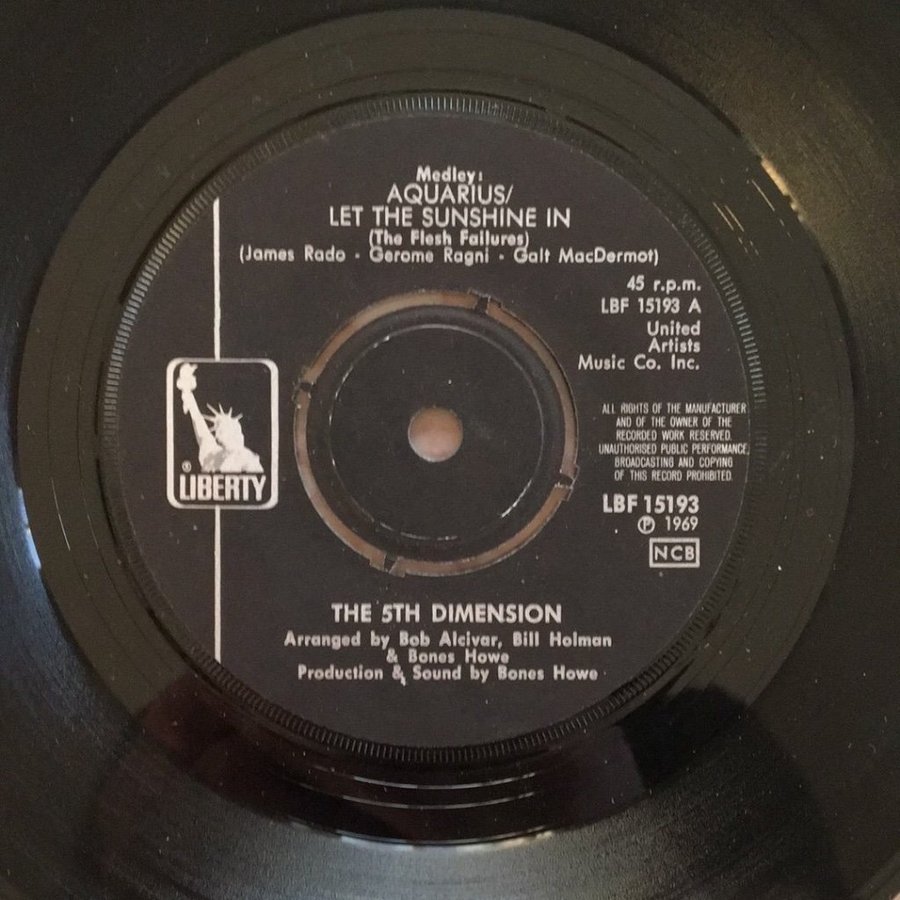 Medley:
AQUARIUS/
LET THE SUNSHINE IN
(The Flesh Failures)
(James Rado - Gerome Ragni - Galt MacDermot)
45 r.p.m.
LBF 15193 A
United
Artists
Music Co. Inc.
® LIBERTY
ALL RIGHTS OF THE MANUFACTURER
AND OF THE OWNER OF THE
RECORDED WORK RESERVED.
UNAUTHORISED PUBLIC PERFORMANCE,
BROADCASTING AND COPYING
OF THIS RECORD PROHIBITED.
LBF 15193
℗ 1969
NCB
THE 5TH DIMENSION
Arranged by Bob Alcivar, Bill Holman
& Bones Howe
Production & Sound by Bones Howe